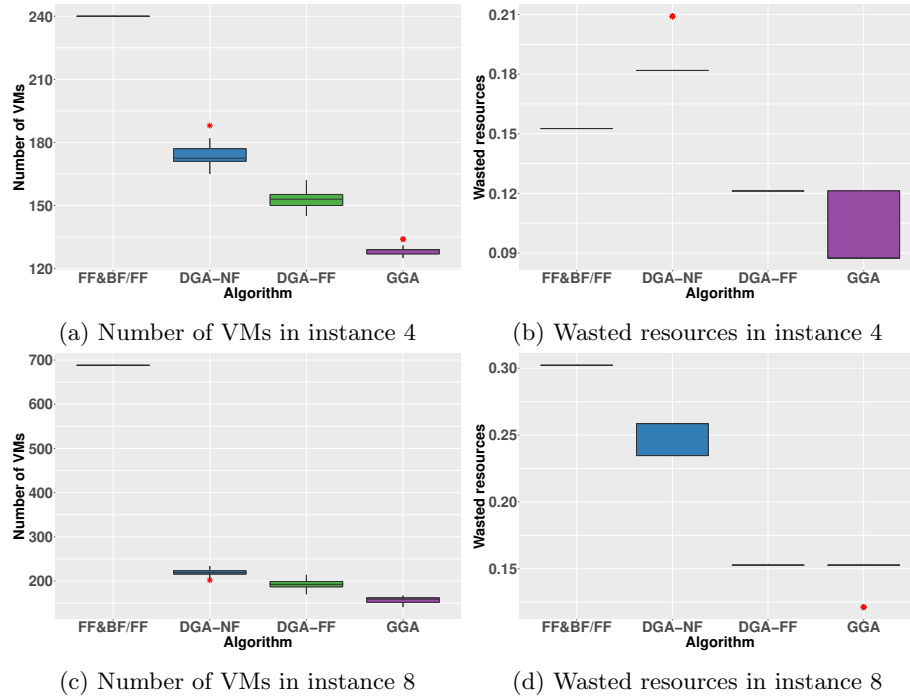 240
210
180
150
120
Number of VMs
FF&BF/FF DGA−NF DGA−FF GGA
Algorithm
(a) Number of VMs in instance 4
0.21
0.18
0.15
0.12
0.09
Wasted resources
FF&BF/FF DGA−NF DGA−FF GGA
Algorithm
(b) Wasted resources in instance 4
700
600
500
400
300
200
Number of VMs
FF&BF/FF DGA−NF DGA−FF GGA
Algorithm
(c) Number of VMs in instance 8
0.30
0.25
0.20
0.15
Wasted resources
FF&BF/FF DGA−NF DGA−FF GGA
Algorithm
(d) Wasted resources in instance 8